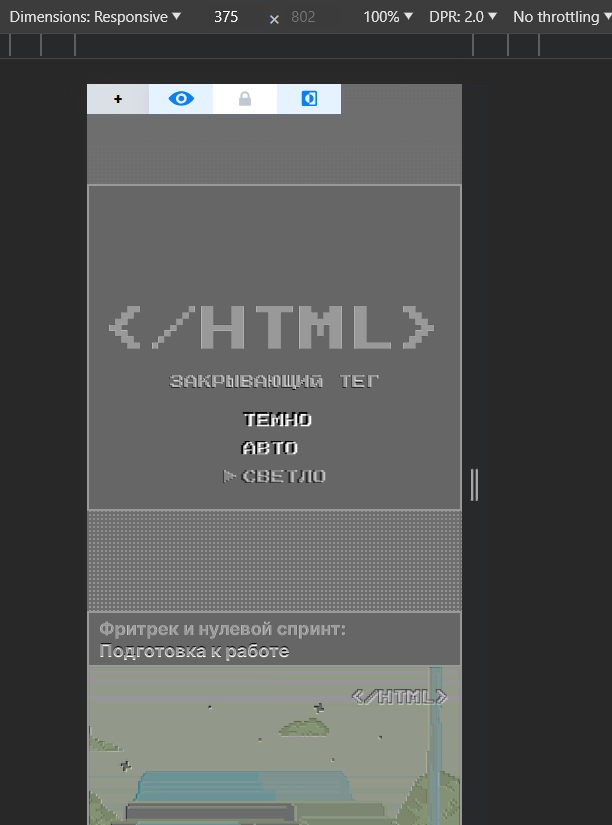 Dimensions: Responsive ▼ 375 × 802 100% ▼ DPR: 2.0 ▼ No throttling ▼
+
</HTML>
ЗАКРЫВАЮЩИЙ ТЕГ
ТЕМНО
АВТО
▶СВЕТЛО
Фритрек и нулевой спринт:
Подготовка к работе
</HTML>